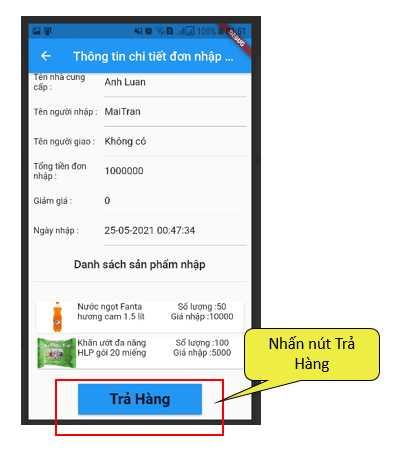 100% 51
DEBUG
Thông tin chi tiết đơn nhập ...
Tên nhà cung
cấp :
Anh Luan
Tên người nhập :
MaiTran
Tên người giao :
Không có
Tổng tiền đơn
nhập :
1000000
Giảm giá :
0
Ngày nhập :
25-05-2021 00:47:34
Danh sách sản phẩm nhập
Nước ngọt Fanta
hương cam 1.5 lít
Số lượng :50
Giá nhập :10000
Khăn ướt đa năng
HLP gói 20 miếng
Số lượng :100
Giá nhập :5000
Nhấn nút Trả
Hàng
Trả Hàng